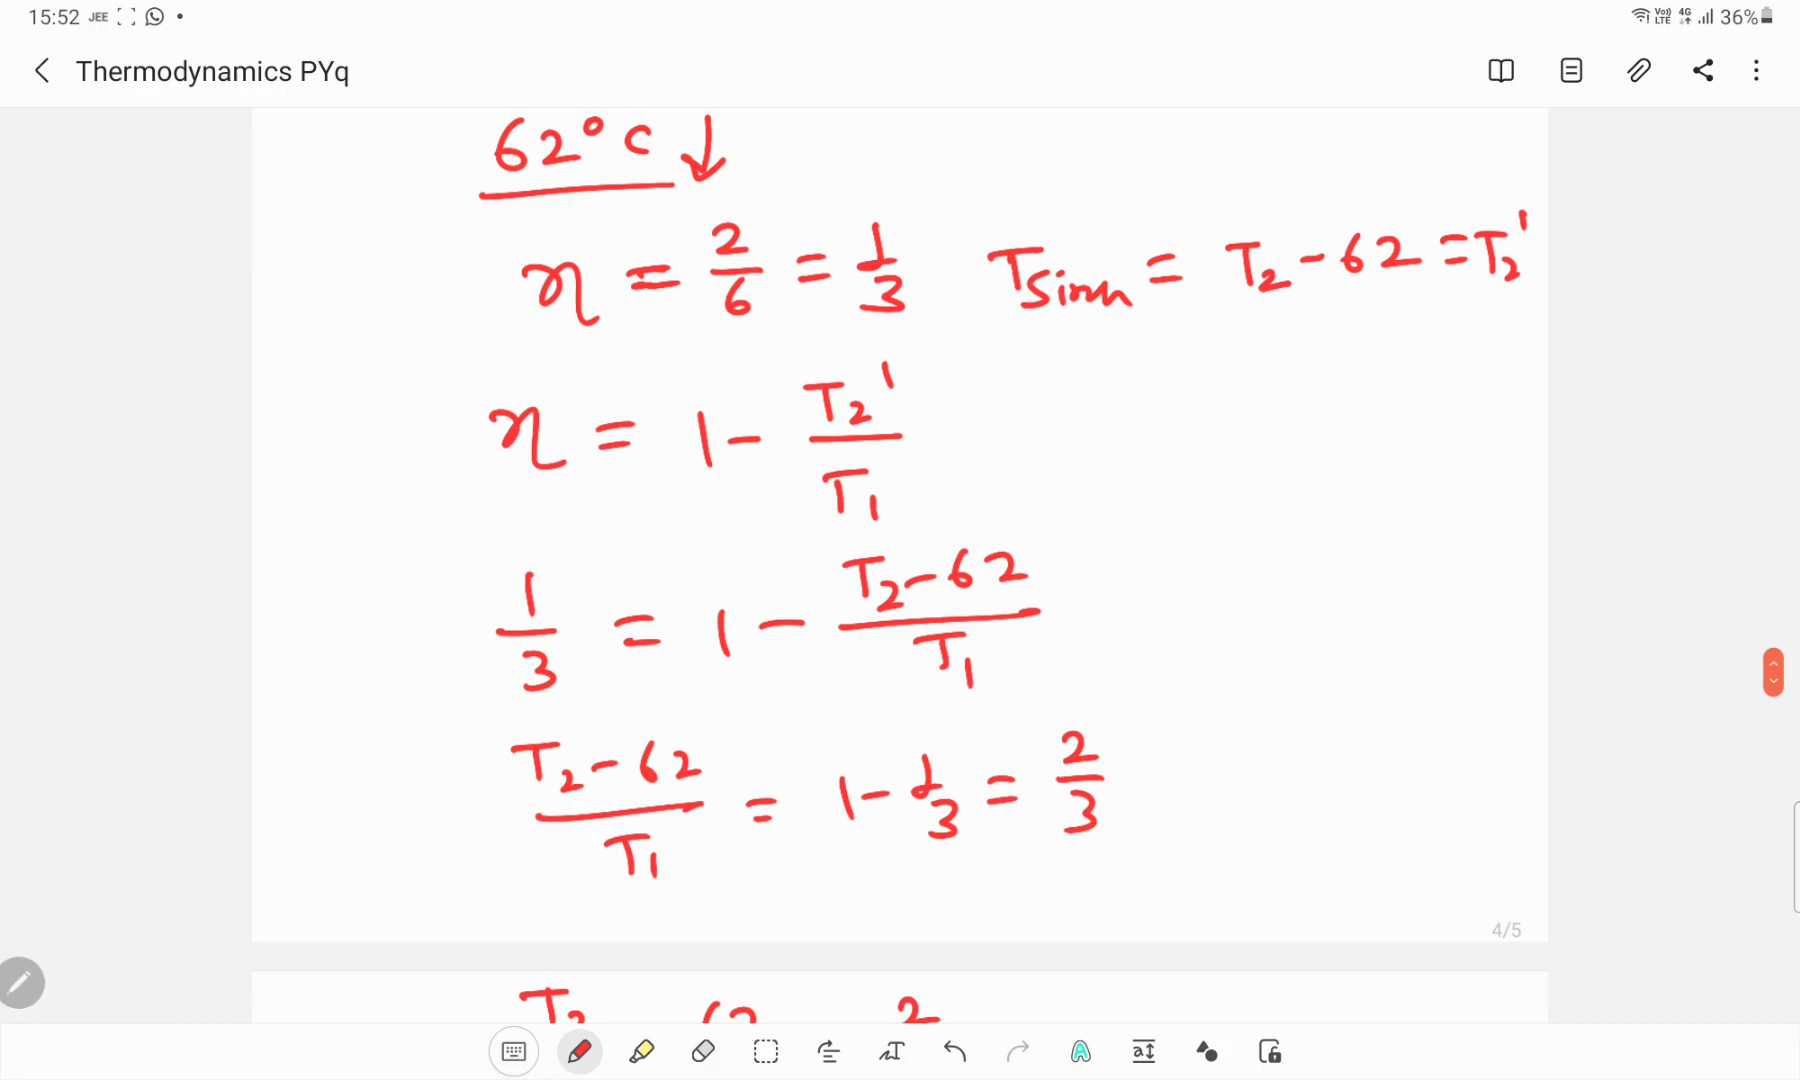 15:52 JEE 4G 36%
Thermodynamics PYq
62°C ↓
η = 2/6 = 1/3 T = T₂ - 62 = T₂'
η = 1 - T₂'/T₁
1/3 = 1 - (T₂ - 62)/T₁
(T₂ - 62)/T₁ = 1 - 1/3 = 2/3
4/5